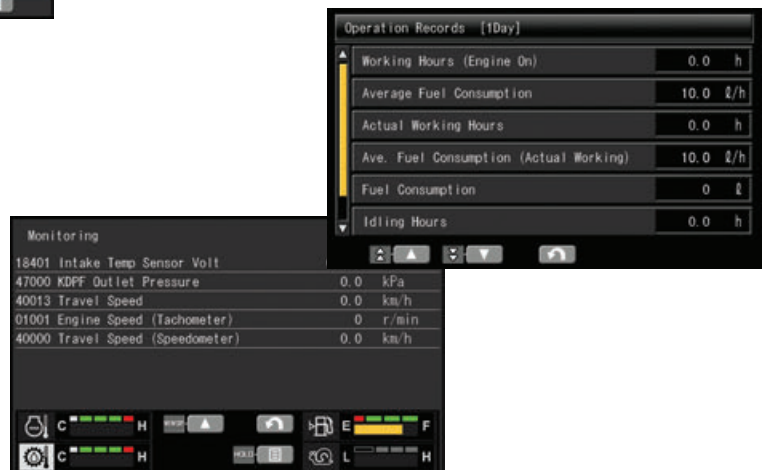 Operation Records [1Day]
Working Hours (Engine On) 0.0 h
Average Fuel Consumption 10.0 ℓ/h
Actual Working Hours 0.0 h
Ave. Fuel Consumption (Actual Working) 10.0 ℓ/h
Fuel Consumption 0 ℓ
Idling Hours 0.0 h
Monitoring
18401 Intake Temp Sensor Volt
47000 KDPF Outlet Pressure 0.0 kPa
40013 Travel Speed 0.0 km/h
01001 Engine Speed (Tachometer) 0 r/min
40000 Travel Speed (Speedometer) 0.0 km/h
C H E F
C H HOLD L H